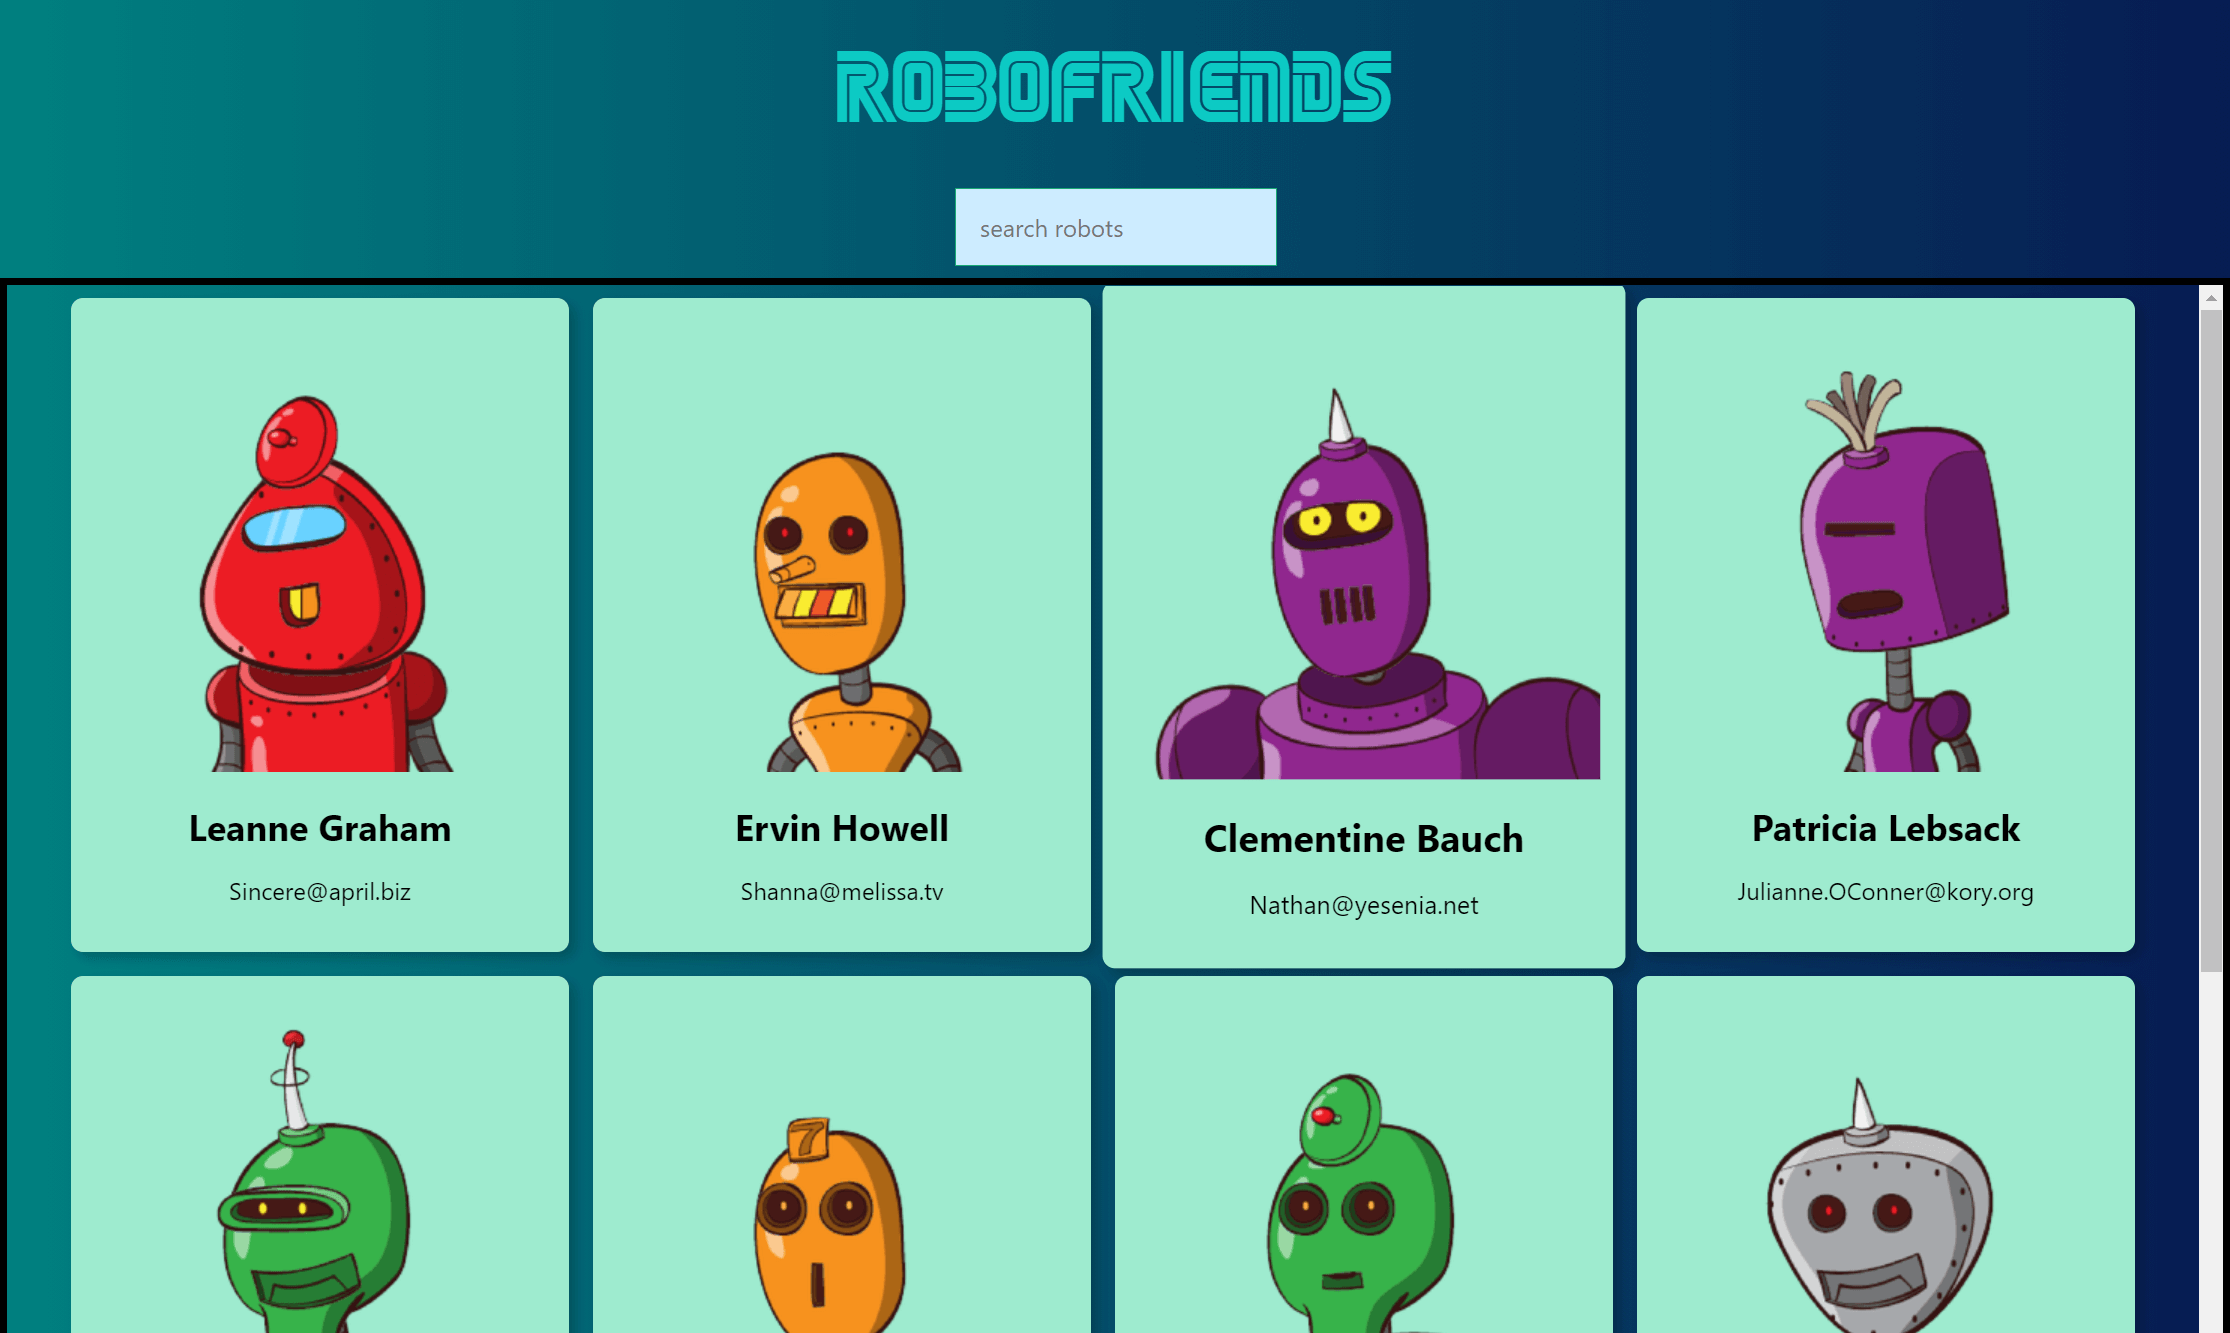 ROBOFRIENDS
search robots
Leanne Graham
Sincere@april.biz
Ervin Howell
Shanna@melissa.tv
Clementine Bauch
Nathan@yesenia.net
Patricia Lebsack
Julianne.OConner@kory.org
7